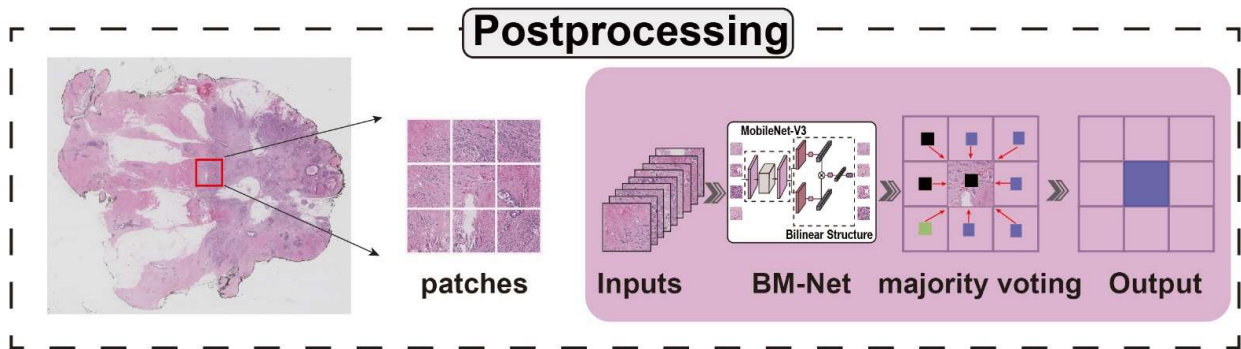 Postprocessing
MobileNet-V3
Bilinear Structure
patches
Inputs
BM-Net
majority voting
Output